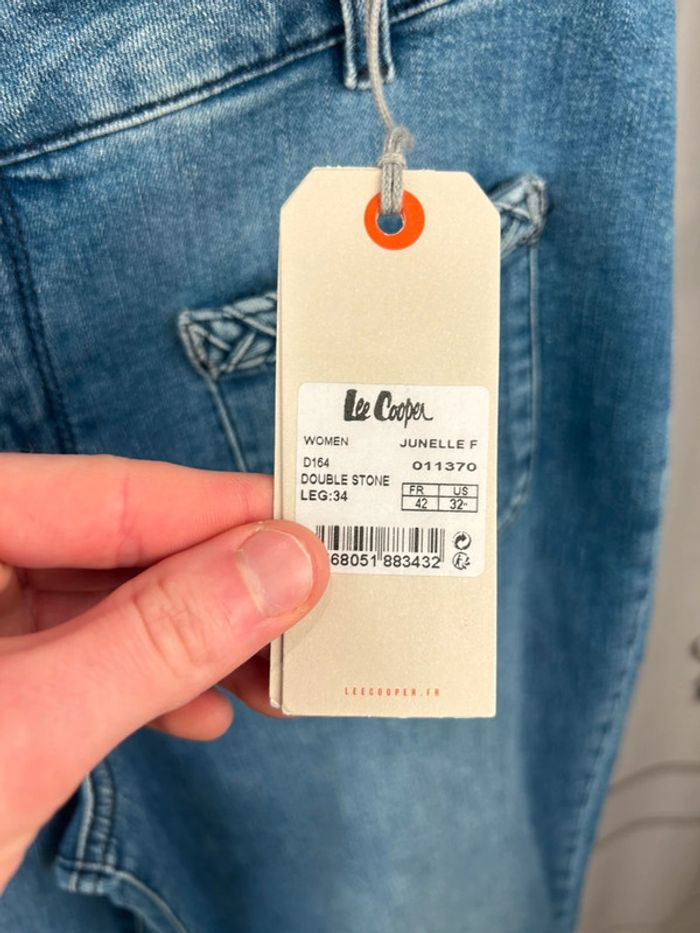 Lee Cooper
WOMEN JUNELLE F
D164 011370
DOUBLE STONE
LEG:34
FR US
42 32"
68051 883432
LEECOOPER.FR